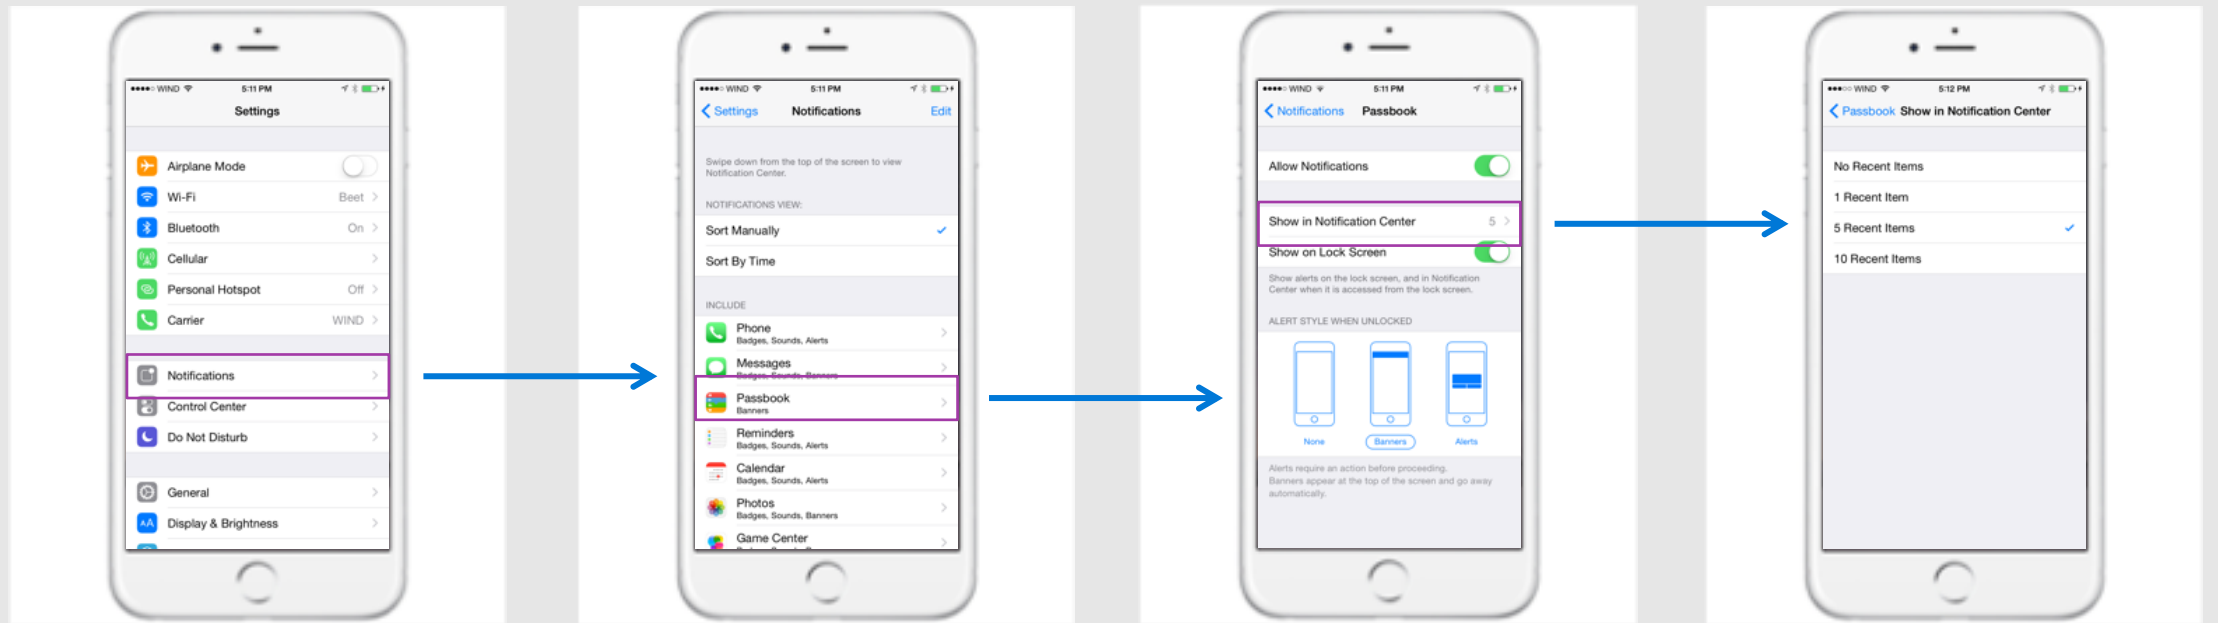 WIND 5:11 PM
Settings
Airplane Mode
Wi-Fi Beet
Bluetooth On
Cellular
Personal Hotspot Off
Carrier WIND
Notifications
Control Center
Do Not Disturb
General
AA Display & Brightness
WIND 5:11 PM
Settings Notifications Edit
Swipe down from the top of the screen to view
Notification Center.
NOTIFICATIONS VIEW:
Sort Manually
Sort By Time
INCLUDE
Phone
Badges, Sounds, Alerts
Messages
Badges, Sounds, Banners
Passbook
Banners
Reminders
Badges, Sounds, Alerts
Calendar
Badges, Sounds, Alerts
Photos
Badges, Sounds, Banners
Game Center
WIND 5:11 PM
Notifications Passbook
Allow Notifications
Show in Notification Center 5
Show on Lock Screen
Show alerts on the lock screen, and in Notification
Center when it is accessed from the lock screen.
ALERT STYLE WHEN UNLOCKED
None Banners Alerts
Alerts require an action before proceeding.
Banners appear at the top of the screen and go away
automatically.
WIND 5:12 PM
Passbook Show in Notification Center
No Recent Items
1 Recent Item
5 Recent Items
10 Recent Items